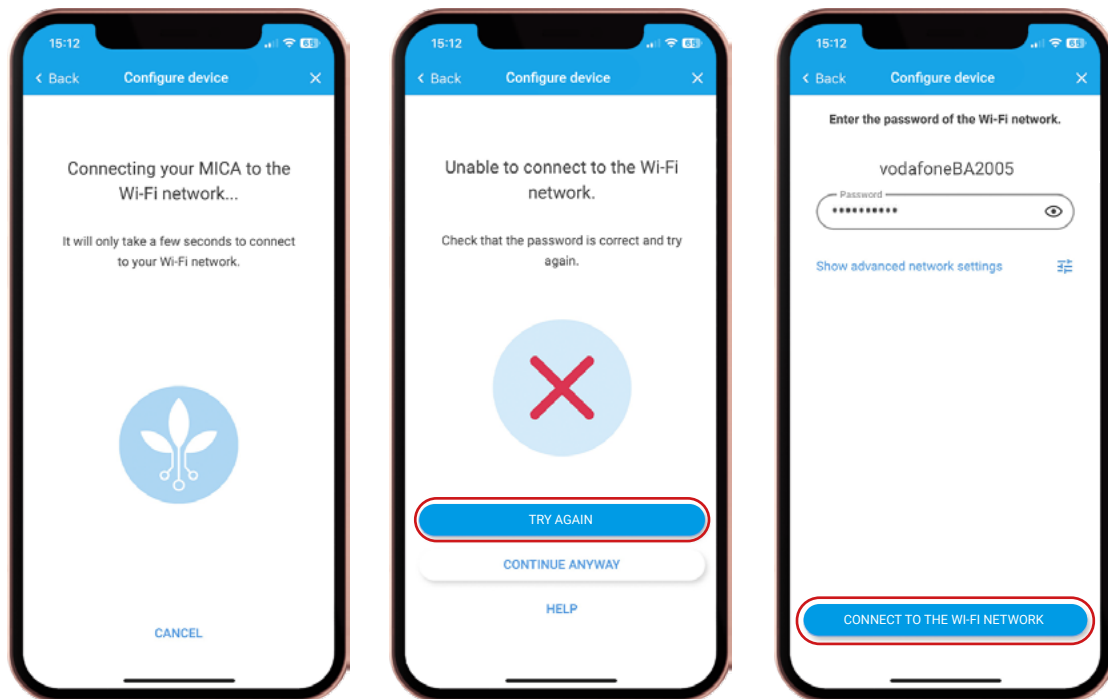 15:12
65
Back
Configure device
Connecting your MICA to the
Wi-Fi network...
It will only take a few seconds to connect
to your Wi-Fi network.
CANCEL
15:12
65
Back
Configure device
Unable to connect to the Wi-Fi
network.
Check that the password is correct and try
again.
TRY AGAIN
CONTINUE ANYWAY
HELP
15:12
65
Back
Configure device
Enter the password of the Wi-Fi network.
vodafoneBA2005
Password
**********
Show advanced network settings
CONNECT TO THE WI-FI NETWORK